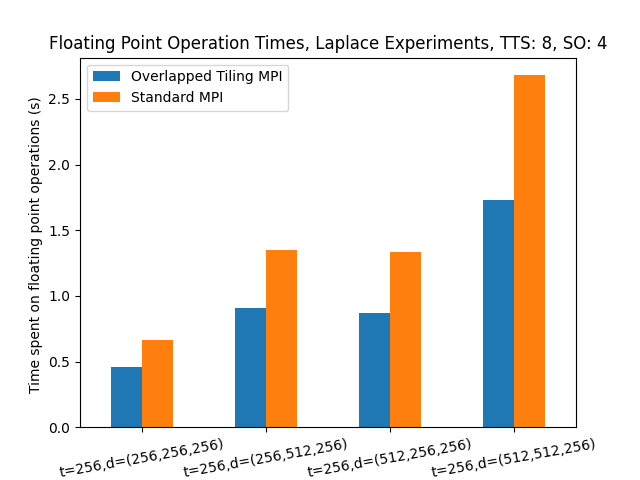 Floating Point Operation Times, Laplace Experiments, TTS: 8, SO: 4
Overlapped Tiling MPI
Standard MPI
Time spent on floating point operations (s)
2.5
2.0
1.5
1.0
0.5
0.0
t=256,d=(256,256,256)
t=256,d=(256,512,256)
t=256,d=(512,256,256)
t=256,d=(512,512,256)